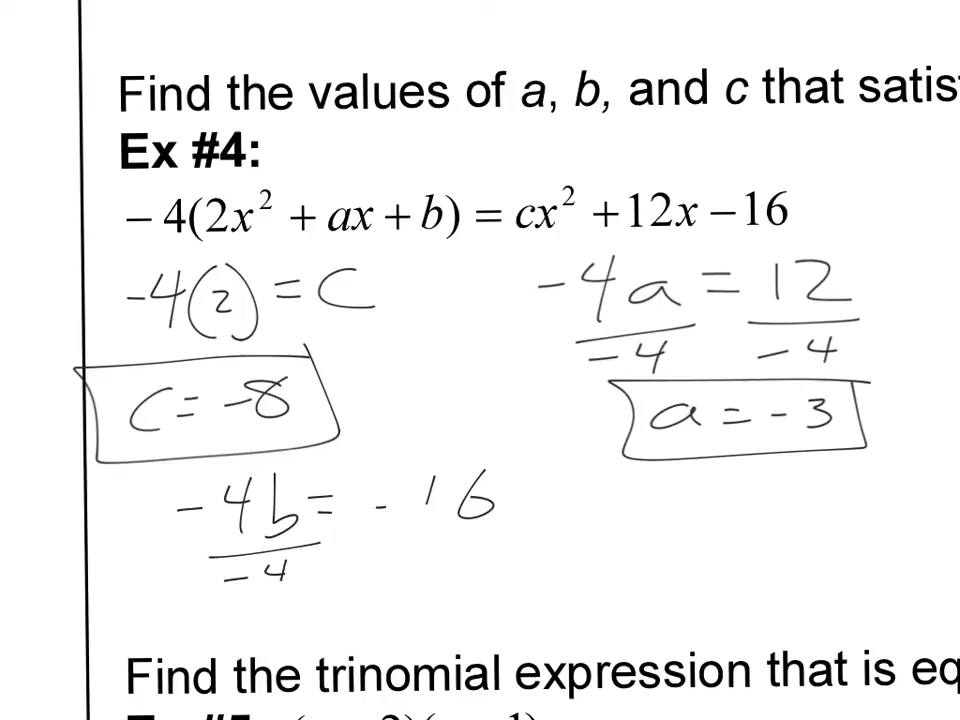 Find the values of a, b, and c that satis
Ex #4:
-4(2x² + ax + b) = cx² + 12x - 16
-4(2) = C
-4a = 12
-4 -4
C = -8
a = -3
-4b = -16
-4
Find the trinomial expression that is eq